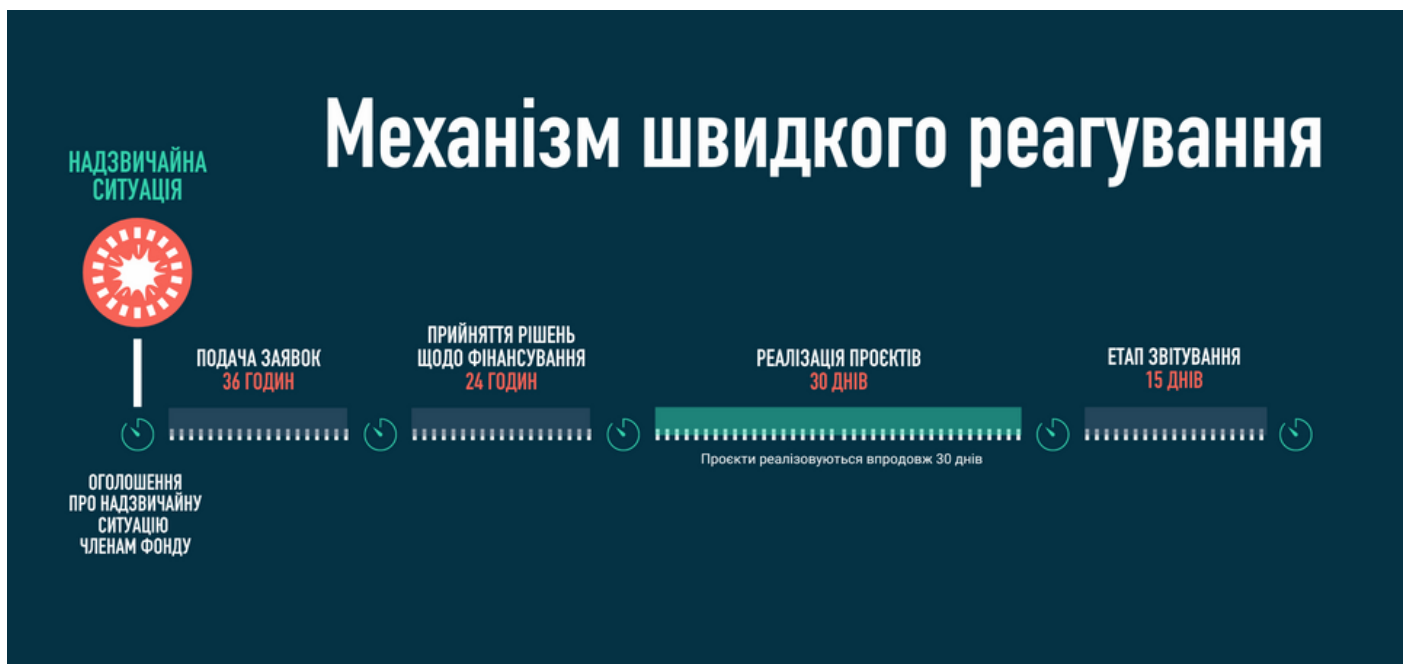 Механізм швидкого реагування
НАДЗВИЧАЙНА
СИТУАЦІЯ
ПОДАЧА ЗАЯВОК
36 ГОДИН
ПРИЙНЯТТЯ РІШЕНЬ
ЩОДО ФІНАНСУВАННЯ
24 ГОДИН
РЕАЛІЗАЦІЯ ПРОЄКТІВ
30 ДНІВ
ЕТАП ЗВІТУВАННЯ
15 ДНІВ
Проєкти реалізовуються впродовж 30 днів
ОГОЛОШЕННЯ
ПРО НАДЗВИЧАЙНУ
СИТУАЦІЮ
ЧЛЕНАМ ФОНДУ